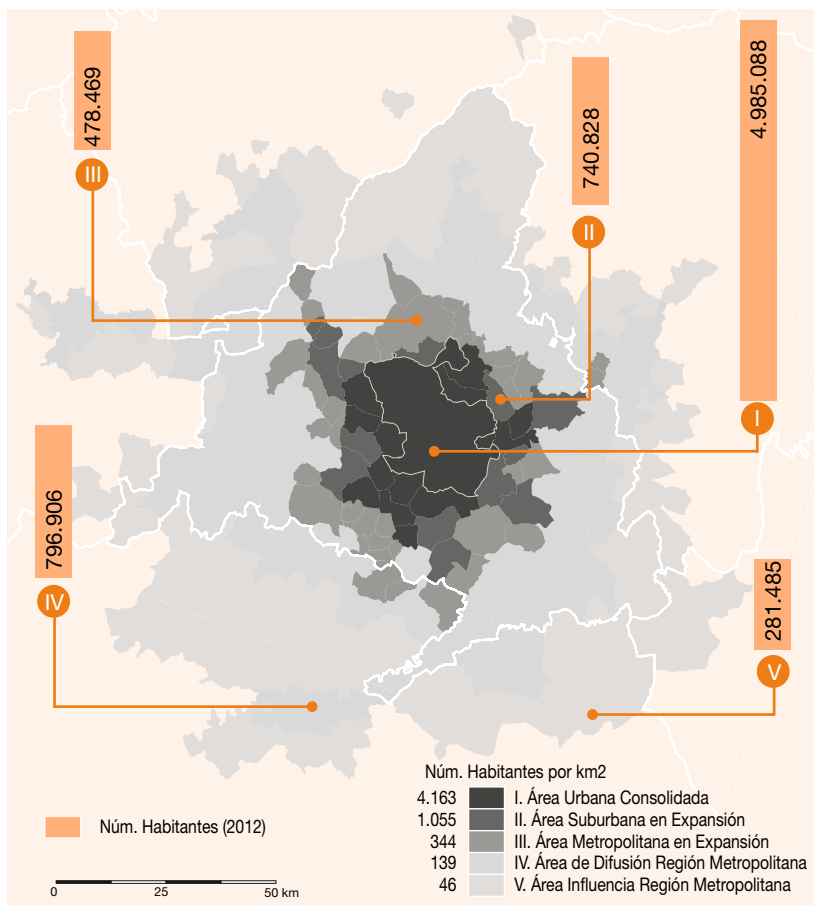 478.469
III
740.828
II
4.985.088
I
796.906
IV
281.485
V
Núm. Habitantes (2012)
0 25 50 km
Núm. Habitantes por km2
4.163 I. Área Urbana Consolidada
1.055 II. Área Suburbana en Expansión
344 III. Área Metropolitana en Expansión
139 IV. Área de Difusión Región Metropolitana
46 V. Área Influencia Región Metropolitana